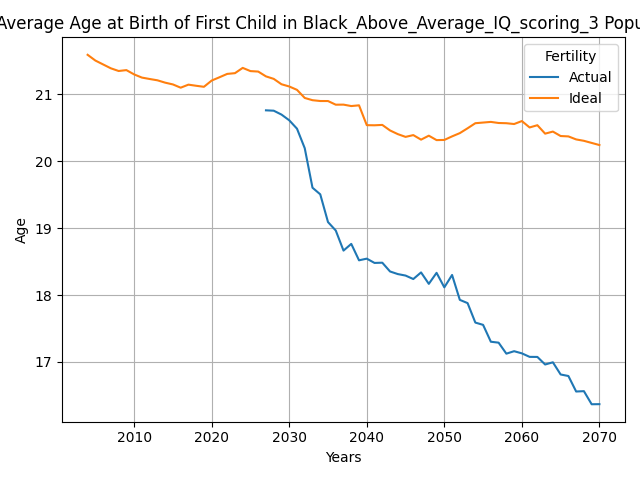 Average Age at Birth of First Child in Black_Above_Average_IQ_scoring_3 Popu
Fertility
Actual
Ideal
21
20
19
18
17
Age
2010 2020 2030 2040 2050 2060 2070
Years